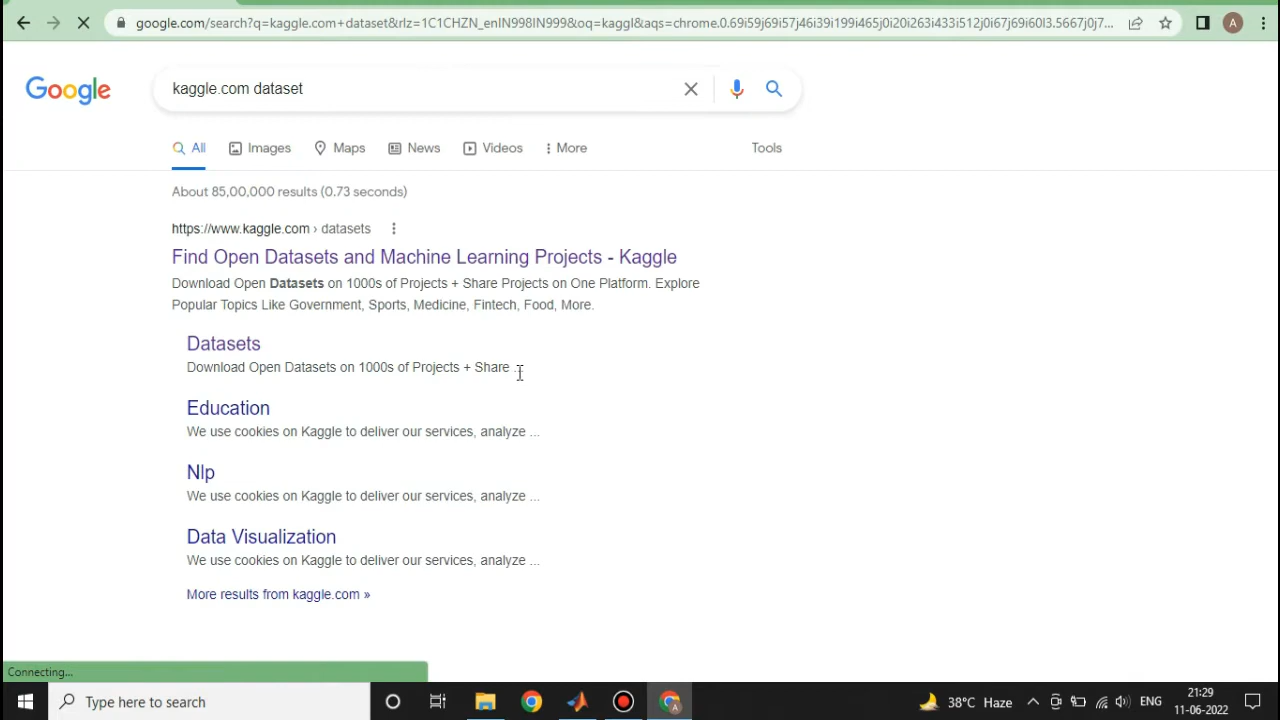 google.com/search?q=kaggle.com+dataset&rlz=1C1CHZN_enIN998IN999&oq=kaggl&aqs=chrome.0.69i59j69i57j46i39i199i465j0i20i263i433i512j0i67j69i60l3.5667j0j7... A
Google
kaggle.com dataset
All Images Maps News Videos More Tools
About 85,00,000 results (0.73 seconds)
https://www.kaggle.com › datasets
Find Open Datasets and Machine Learning Projects - Kaggle
Download Open Datasets on 1000s of Projects + Share Projects on One Platform. Explore
Popular Topics Like Government, Sports, Medicine, Fintech, Food, More.
Datasets
Download Open Datasets on 1000s of Projects + Share ...
Education
We use cookies on Kaggle to deliver our services, analyze ...
Nlp
We use cookies on Kaggle to deliver our services, analyze ...
Data Visualization
We use cookies on Kaggle to deliver our services, analyze ...
More results from kaggle.com »
Connecting...
Type here to search
A
38°C Haze
ENG
21:29
11-06-2022